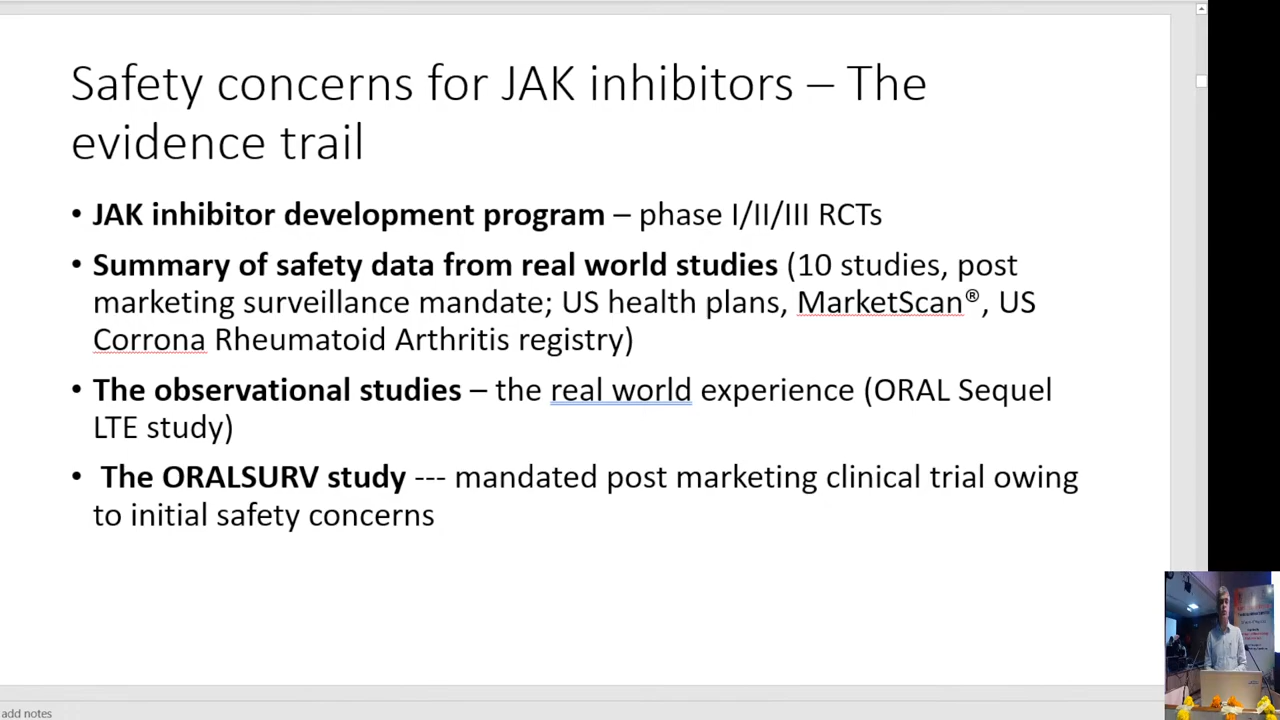 Safety concerns for JAK inhibitors – The
evidence trail
• JAK inhibitor development program – phase I/II/III RCTs
• Summary of safety data from real world studies (10 studies, post
marketing surveillance mandate; US health plans, MarketScan®, US
Corrona Rheumatoid Arthritis registry)
• The observational studies – the real world experience (ORAL Sequel
LTE study)
• The ORALSURV study --- mandated post marketing clinical trial owing
to initial safety concerns
add notes